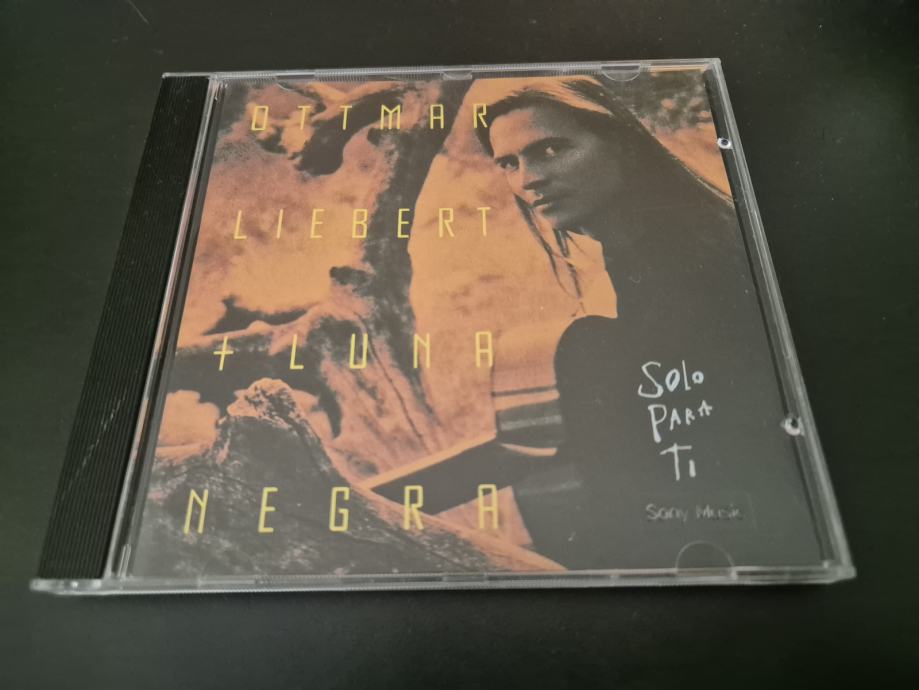 OTTMAR
LIEBERT
+ LUNA
NEGRA
SOLO
PARA
TI
Sony Music